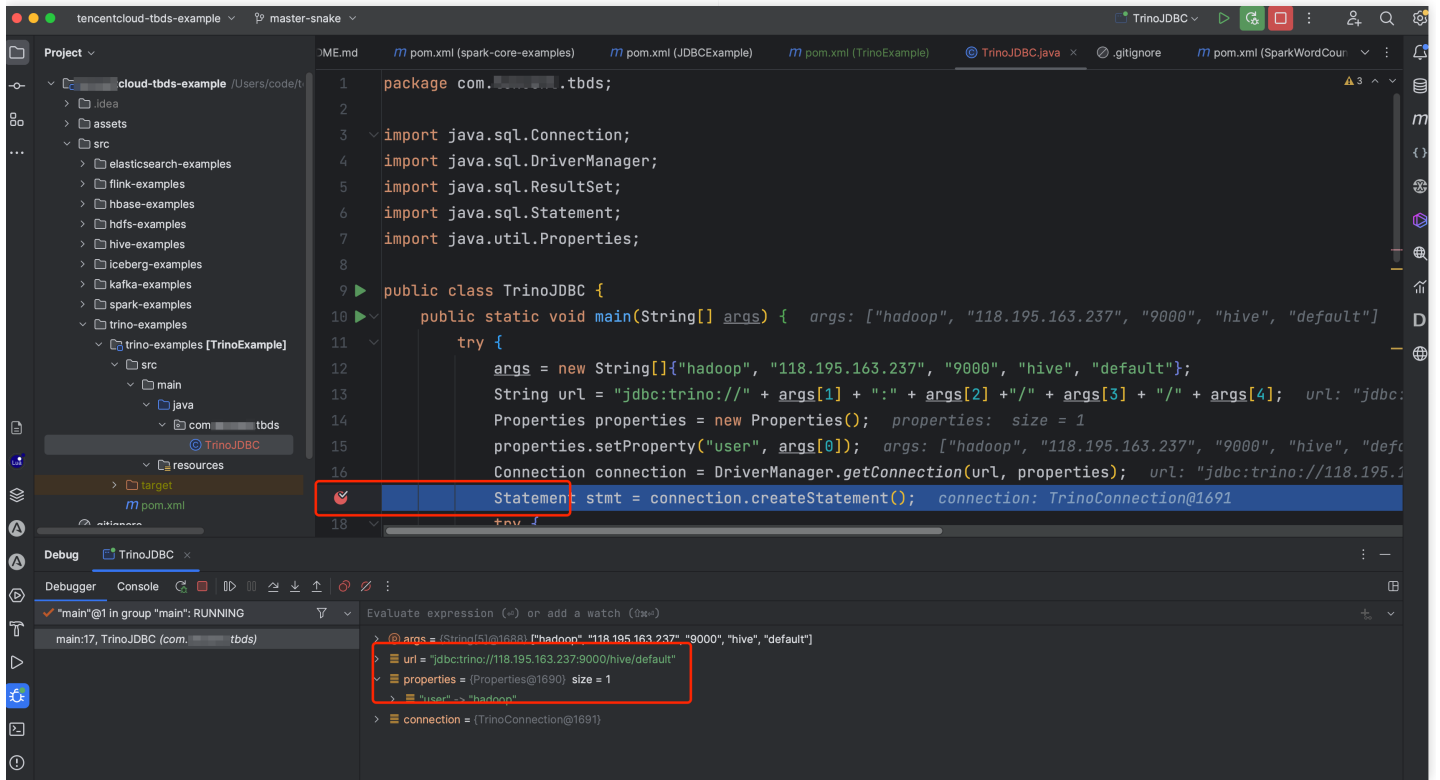 tencentcloud-tbds-example master-snake TrinoJDBC
Project
OME.md pom.xml (spark-core-examples) pom.xml (JDBCExample) pom.xml (TrinoExample) TrinoJDBC.java .gitignore pom.xml (SparkWordCoun
cloud-tbds-example /Users/code/t
.idea
assets
src
elasticsearch-examples
flink-examples
hbase-examples
hdfs-examples
hive-examples
iceberg-examples
kafka-examples
spark-examples
trino-examples
trino-examples [TrinoExample]
src
main
java
com. tbds
TrinoJDBC
resources
target
pom.xml
.gitignore
3
1 package com. .tbds;
2
3 import java.sql.Connection;
4 import java.sql.DriverManager;
5 import java.sql.ResultSet;
6 import java.sql.Statement;
7 import java.util.Properties;
8
9 public class TrinoJDBC {
10 public static void main(String[] args) { args: ["hadoop", "118.195.163.237", "9000", "hive", "default"]
11 try {
12 args = new String[]{"hadoop", "118.195.163.237", "9000", "hive", "default"};
13 String url = "jdbc:trino://" + args[1] + ":" + args[2] +"/" + args[3] + "/" + args[4]; url: "jdbc:
14 Properties properties = new Properties(); properties: size = 1
15 properties.setProperty("user", args[0]); args: ["hadoop", "118.195.163.237", "9000", "hive", "defa
16 Connection connection = DriverManager.getConnection(url, properties); url: "jdbc:trino://118.195.1
Statement stmt = connection.createStatement(); connection: TrinoConnection@1691
18 try {
Debug TrinoJDBC
Debugger Console
"main"@1 in group "main": RUNNING
main:17, TrinoJDBC (com. tbds)
Evaluate expression (⏎) or add a watch (⇧⌘⏎)
args = {String[5]@1688} ["hadoop", "118.195.163.237", "9000", "hive", "default"]
url = "jdbc:trino://118.195.163.237:9000/hive/default"
properties = {Properties@1690} size = 1
"user" -> "hadoop"
connection = {TrinoConnection@1691}